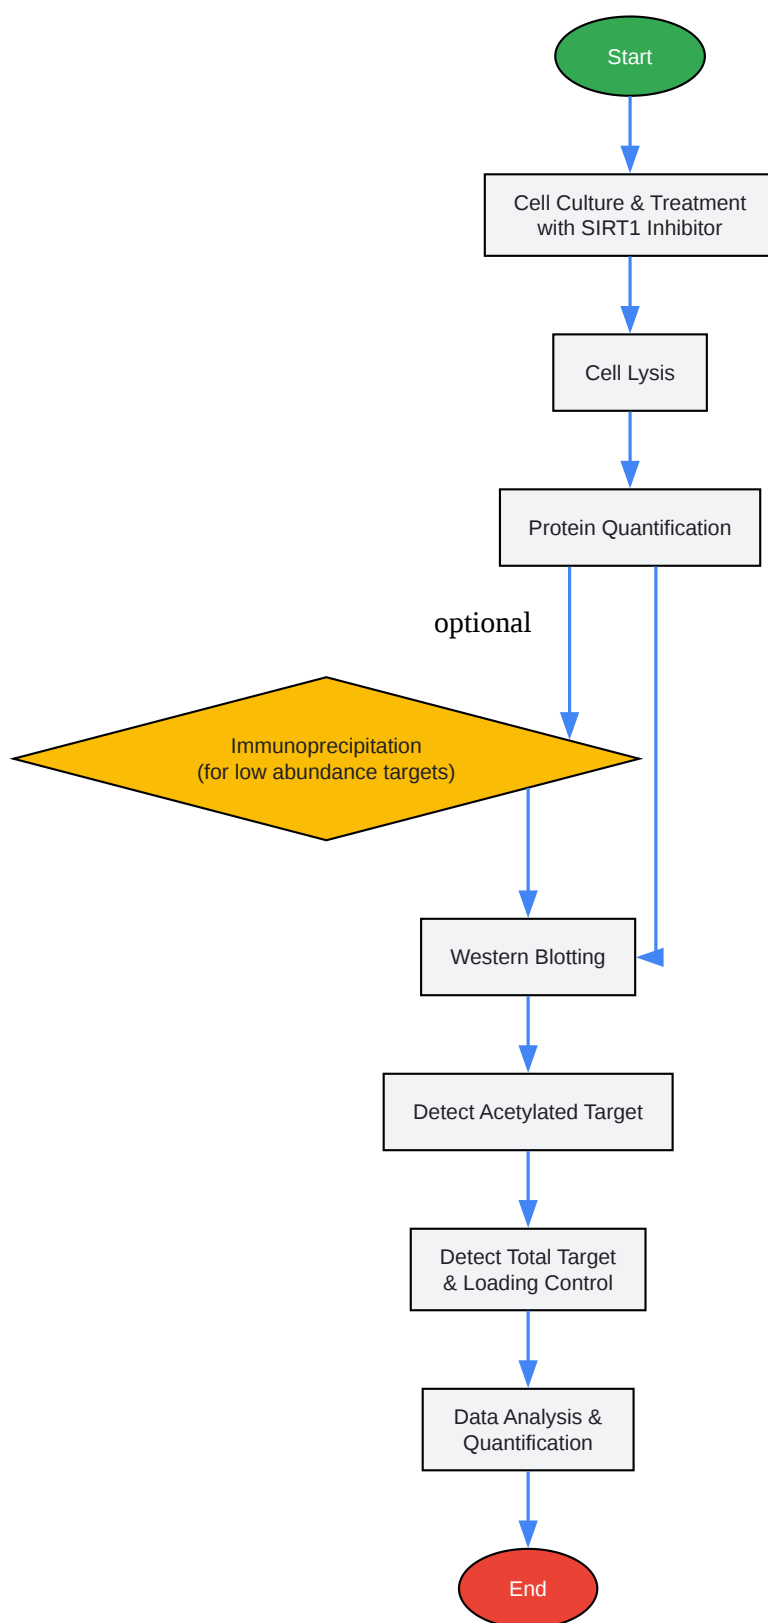 Start
Cell Culture & Treatment
with SIRT1 Inhibitor
Cell Lysis
Protein Quantification
optional
Immunoprecipitation
(for low abundance targets)
Western Blotting
Detect Acetylated Target
Detect Total Target
& Loading Control
Data Analysis &
Quantification
End